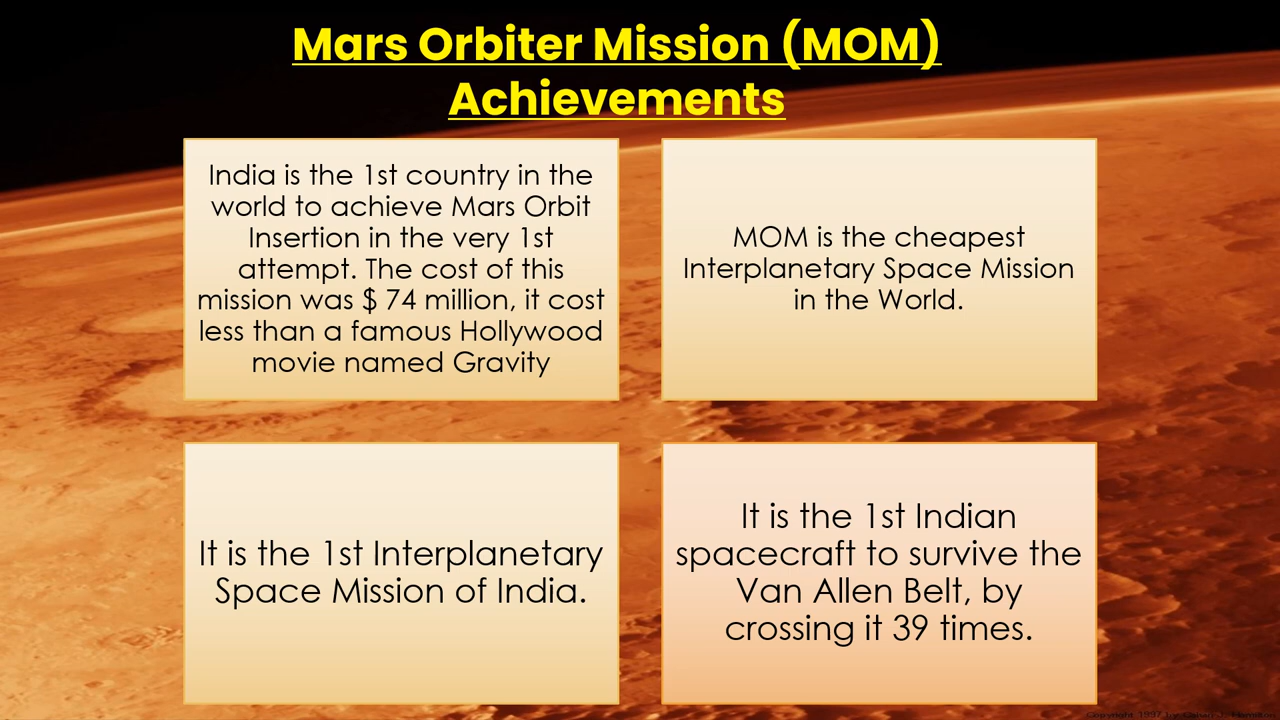 Mars Orbiter Mission (MOM)
Achievements
India is the 1st country in the
world to achieve Mars Orbit
Insertion in the very 1st
attempt. The cost of this
mission was $ 74 million, it cost
less than a famous Hollywood
movie named Gravity
MOM is the cheapest
Interplanetary Space Mission
in the World.
It is the 1st Interplanetary
Space Mission of India.
It is the 1st Indian
spacecraft to survive the
Van Allen Belt, by
crossing it 39 times.
Copyright 1997